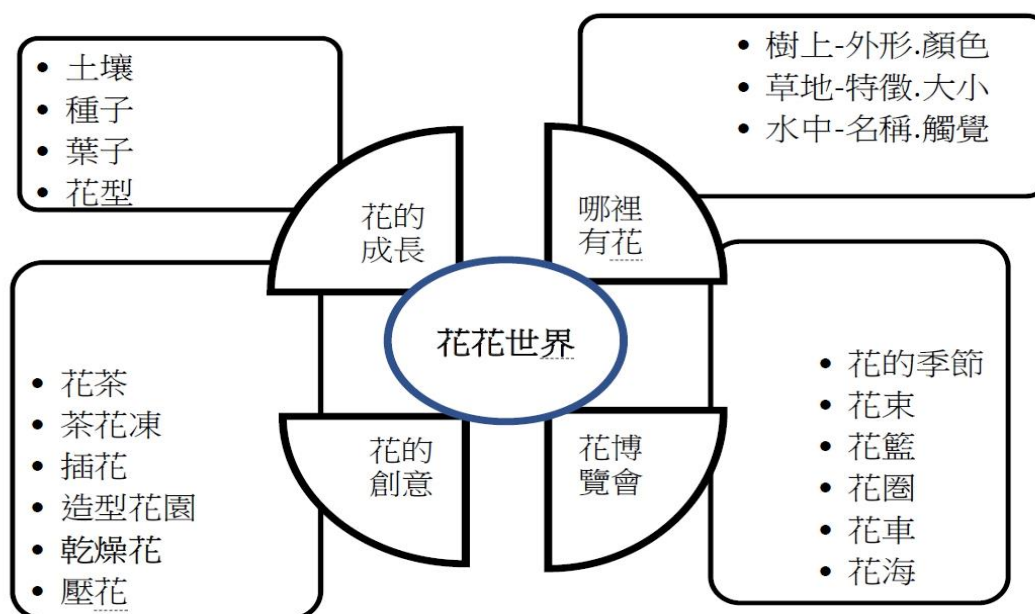 • 土壤
• 種子
• 葉子
• 花型
花的
成長
• 樹上-外形.顏色
• 草地-特徵.大小
• 水中-名稱.觸覺
哪裡
有花
花花世界
• 花茶
• 茶花凍
• 插花
• 造型花園
• 乾燥花
• 壓花
花的
創意
花博
覽會
• 花的季節
• 花束
• 花籃
• 花圈
• 花車
• 花海